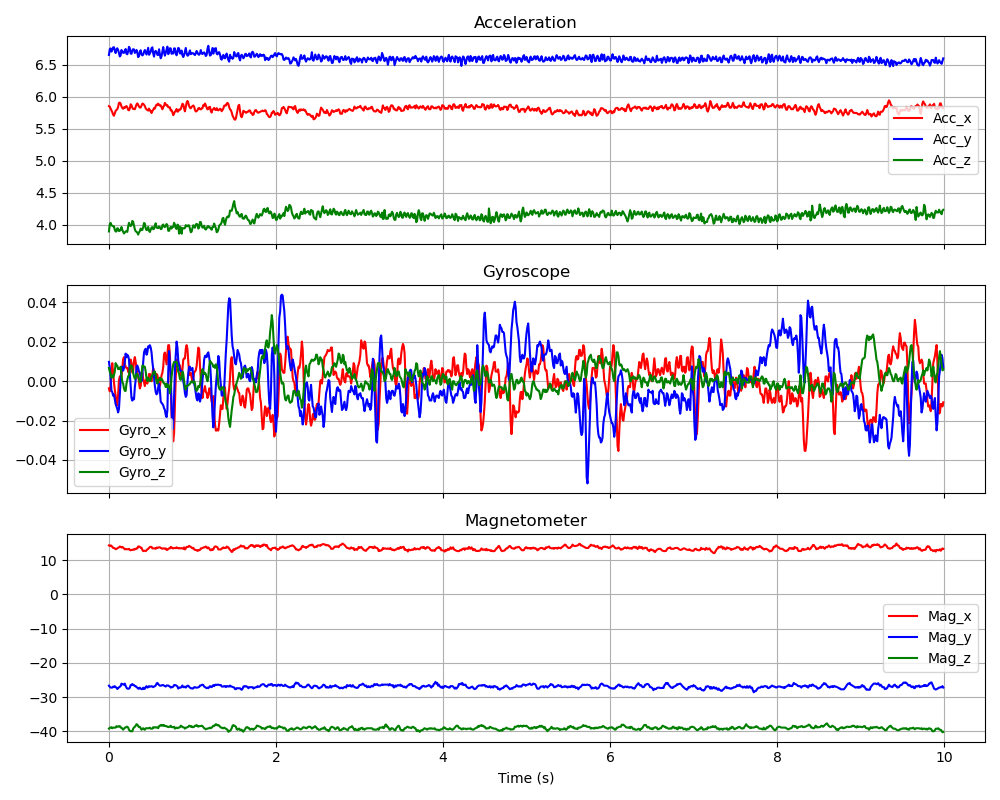 Acceleration
6.5
6.0
5.5
5.0
4.5
4.0
Acc_x
Acc_y
Acc_z
Gyroscope
0.04
0.02
0.00
−0.02
−0.04
Gyro_x
Gyro_y
Gyro_z
Magnetometer
10
0
−10
−20
−30
−40
Mag_x
Mag_y
Mag_z
0 2 4 6 8 10
Time (s)